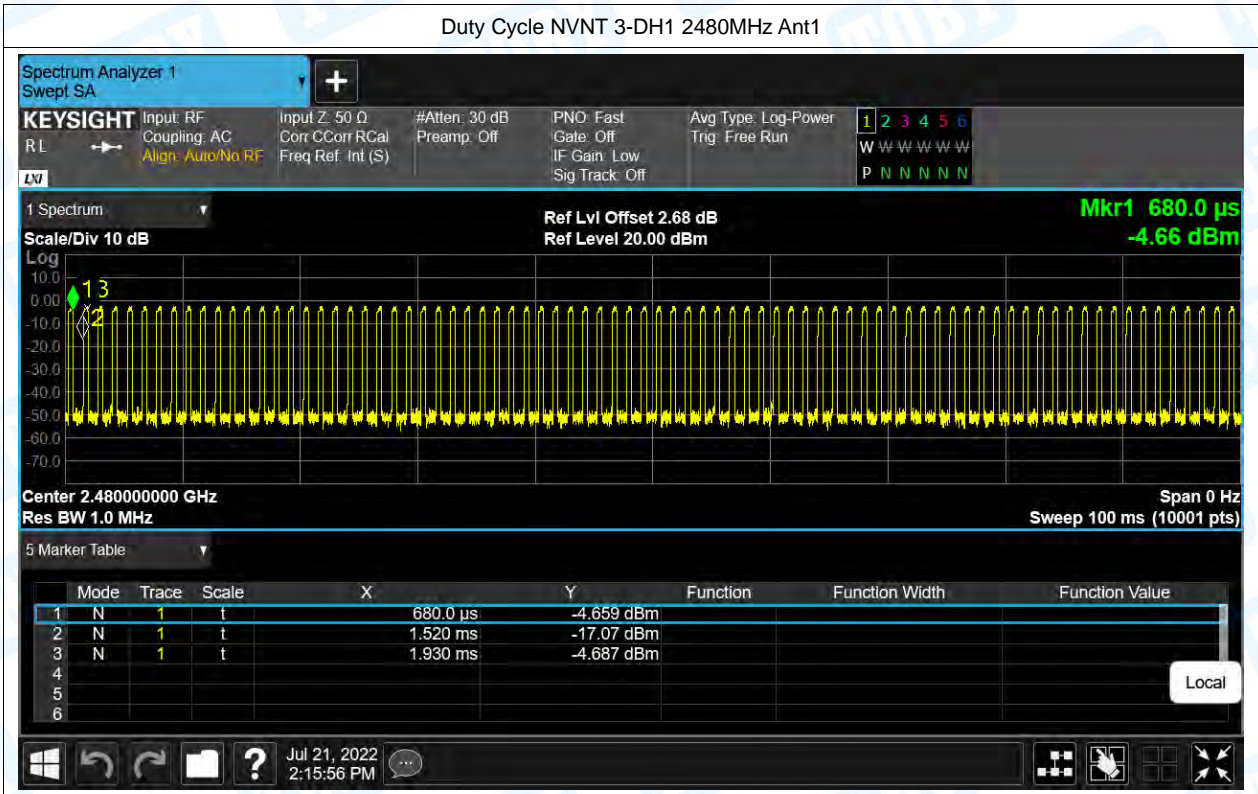 Duty Cycle NVNT 3-DH1 2480MHz Ant1
Spectrum Analyzer 1
Swept SA
+
KEYSIGHT Input: RF Input Z: 50 Ω #Atten: 30 dB PNO: Fast Avg Type: Log-Power 1 2 3 4 5 6
RL Coupling: AC Corr CCorr RCal Preamp: Off Gate: Off Trig: Free Run W W W W W W
Align: Auto/No RF Freq Ref: Int (S) IF Gain: Low
LXI Sig Track: Off P N N N N N
1 Spectrum Ref Lvl Offset 2.68 dB Mkr1 680.0 µs
Scale/Div 10 dB Ref Level 20.00 dBm -4.66 dBm
Log
10.0
0.00
-10.0
-20.0
-30.0
-40.0
-50.0
-60.0
-70.0
1 3
2
Center 2.480000000 GHz Span 0 Hz
Res BW 1.0 MHz Sweep 100 ms (10001 pts)
5 Marker Table
Mode Trace Scale X Y Function Function Width Function Value
1 N 1 t 680.0 µs -4.659 dBm
2 N 1 t 1.520 ms -17.07 dBm
3 N 1 t 1.930 ms -4.687 dBm
4
5
6
Local
? Jul 21, 2022
2:15:56 PM